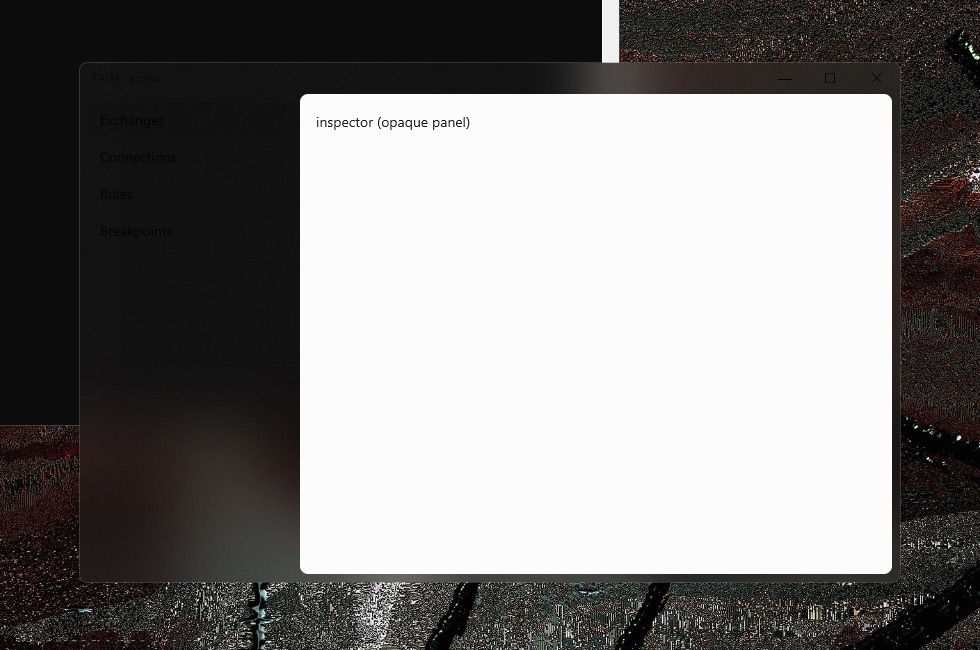 FAIM - acrylic
Exchanges
Connections
Rules
Breakpoints
inspector (opaque panel)